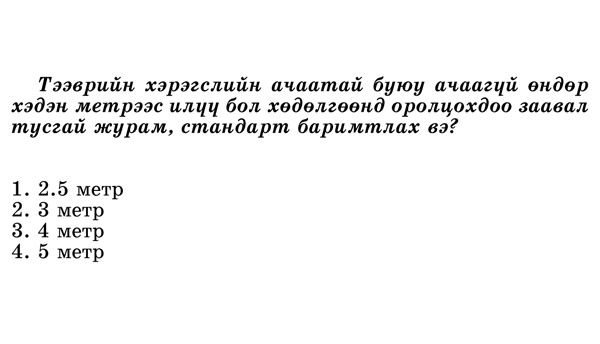 Тээврийн хэрэгслийн ачаатай буюу ачаагүй өндөр
хэдэн метрээс илүү бол хөдөлгөөнд оролцохдоо заавал
тусгай журам, стандарт баримтлах вэ?
1. 2.5 метр
2. 3 метр
3. 4 метр
4. 5 метр